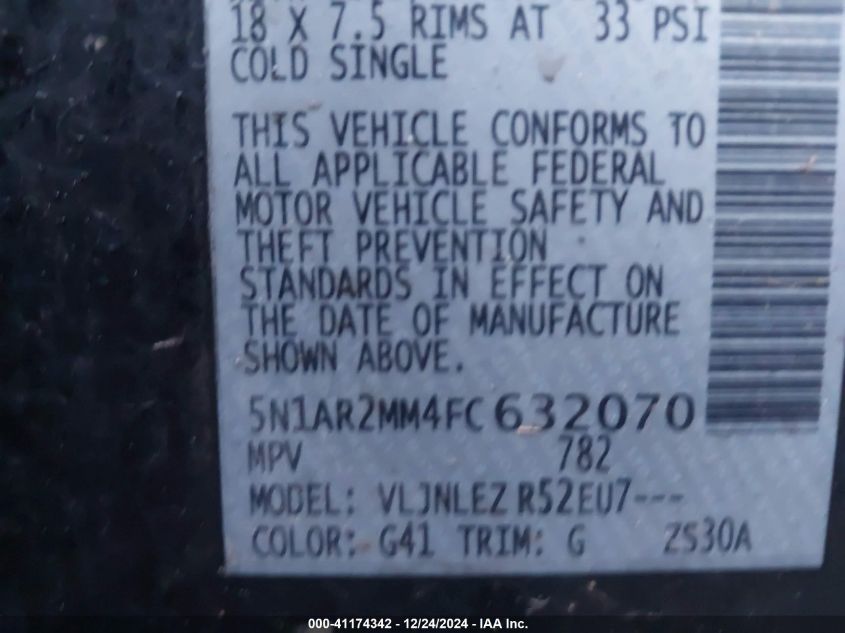 18 X 7.5 RIMS AT 33 PSI
COLD SINGLE
THIS VEHICLE CONFORMS TO
ALL APPLICABLE FEDERAL
MOTOR VEHICLE SAFETY AND
THEFT PREVENTION
STANDARDS IN EFFECT ON
THE DATE OF MANUFACTURE
SHOWN ABOVE.
5N1AR2MM4FC632070
MPV 782
MODEL: VLJNLEZ R52EU7---
COLOR: G41 TRIM: G 2S30A
000-41174342 - 12/24/2024 - IAA Inc.